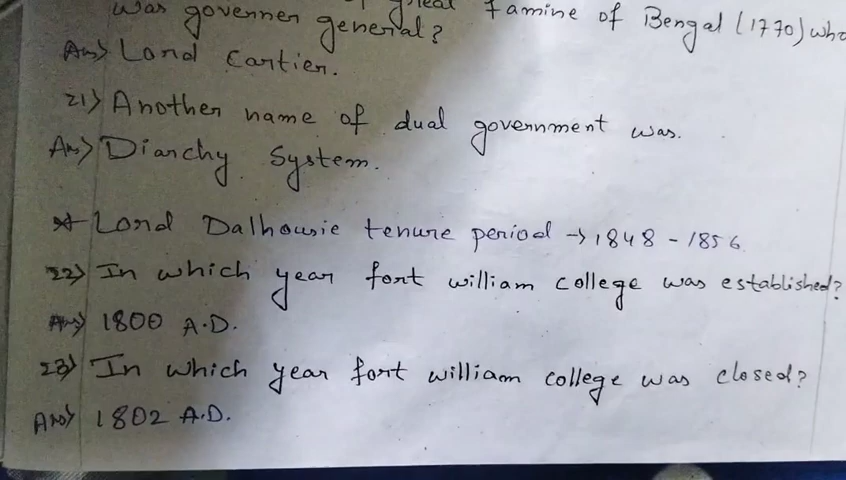 was governer general? great famine of Bengal (1770) who
Ans> Lord Cartier.
21> Another name of dual government was.
Ans> Diarchy System.
* Lord Dalhousie tenure period → 1848 - 1856
22> In which year fort william college was established?
Ans> 1800 A.D.
23> In which year fort william college was closed?
Ans> 1802 A.D.